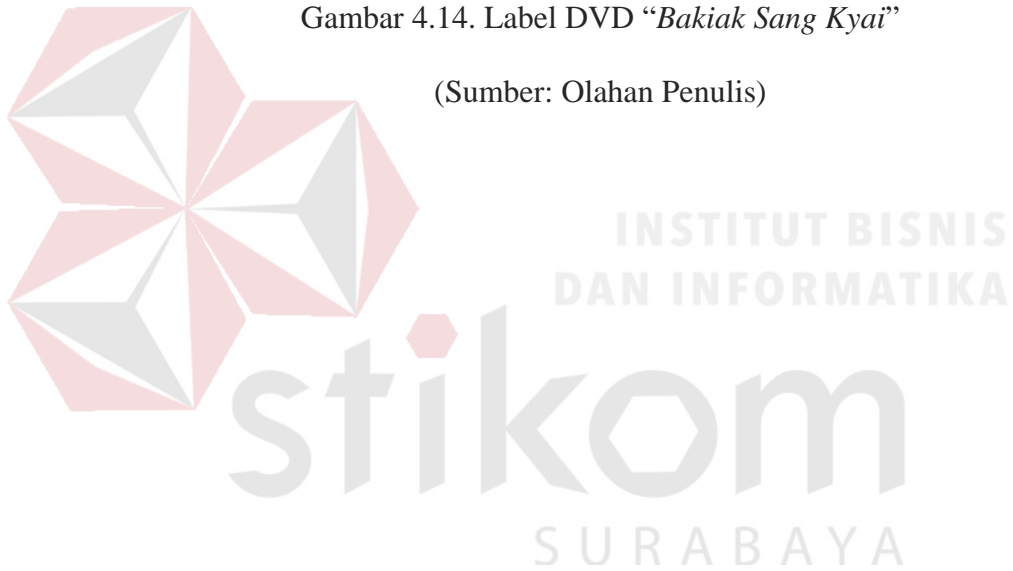 Gambar 4.14. Label DVD “Bakiak Sang Kyai”
(Sumber: Olahan Penulis)
INSTITUT BISNIS
DAN INFORMATIKA
stikom
SURABAYA